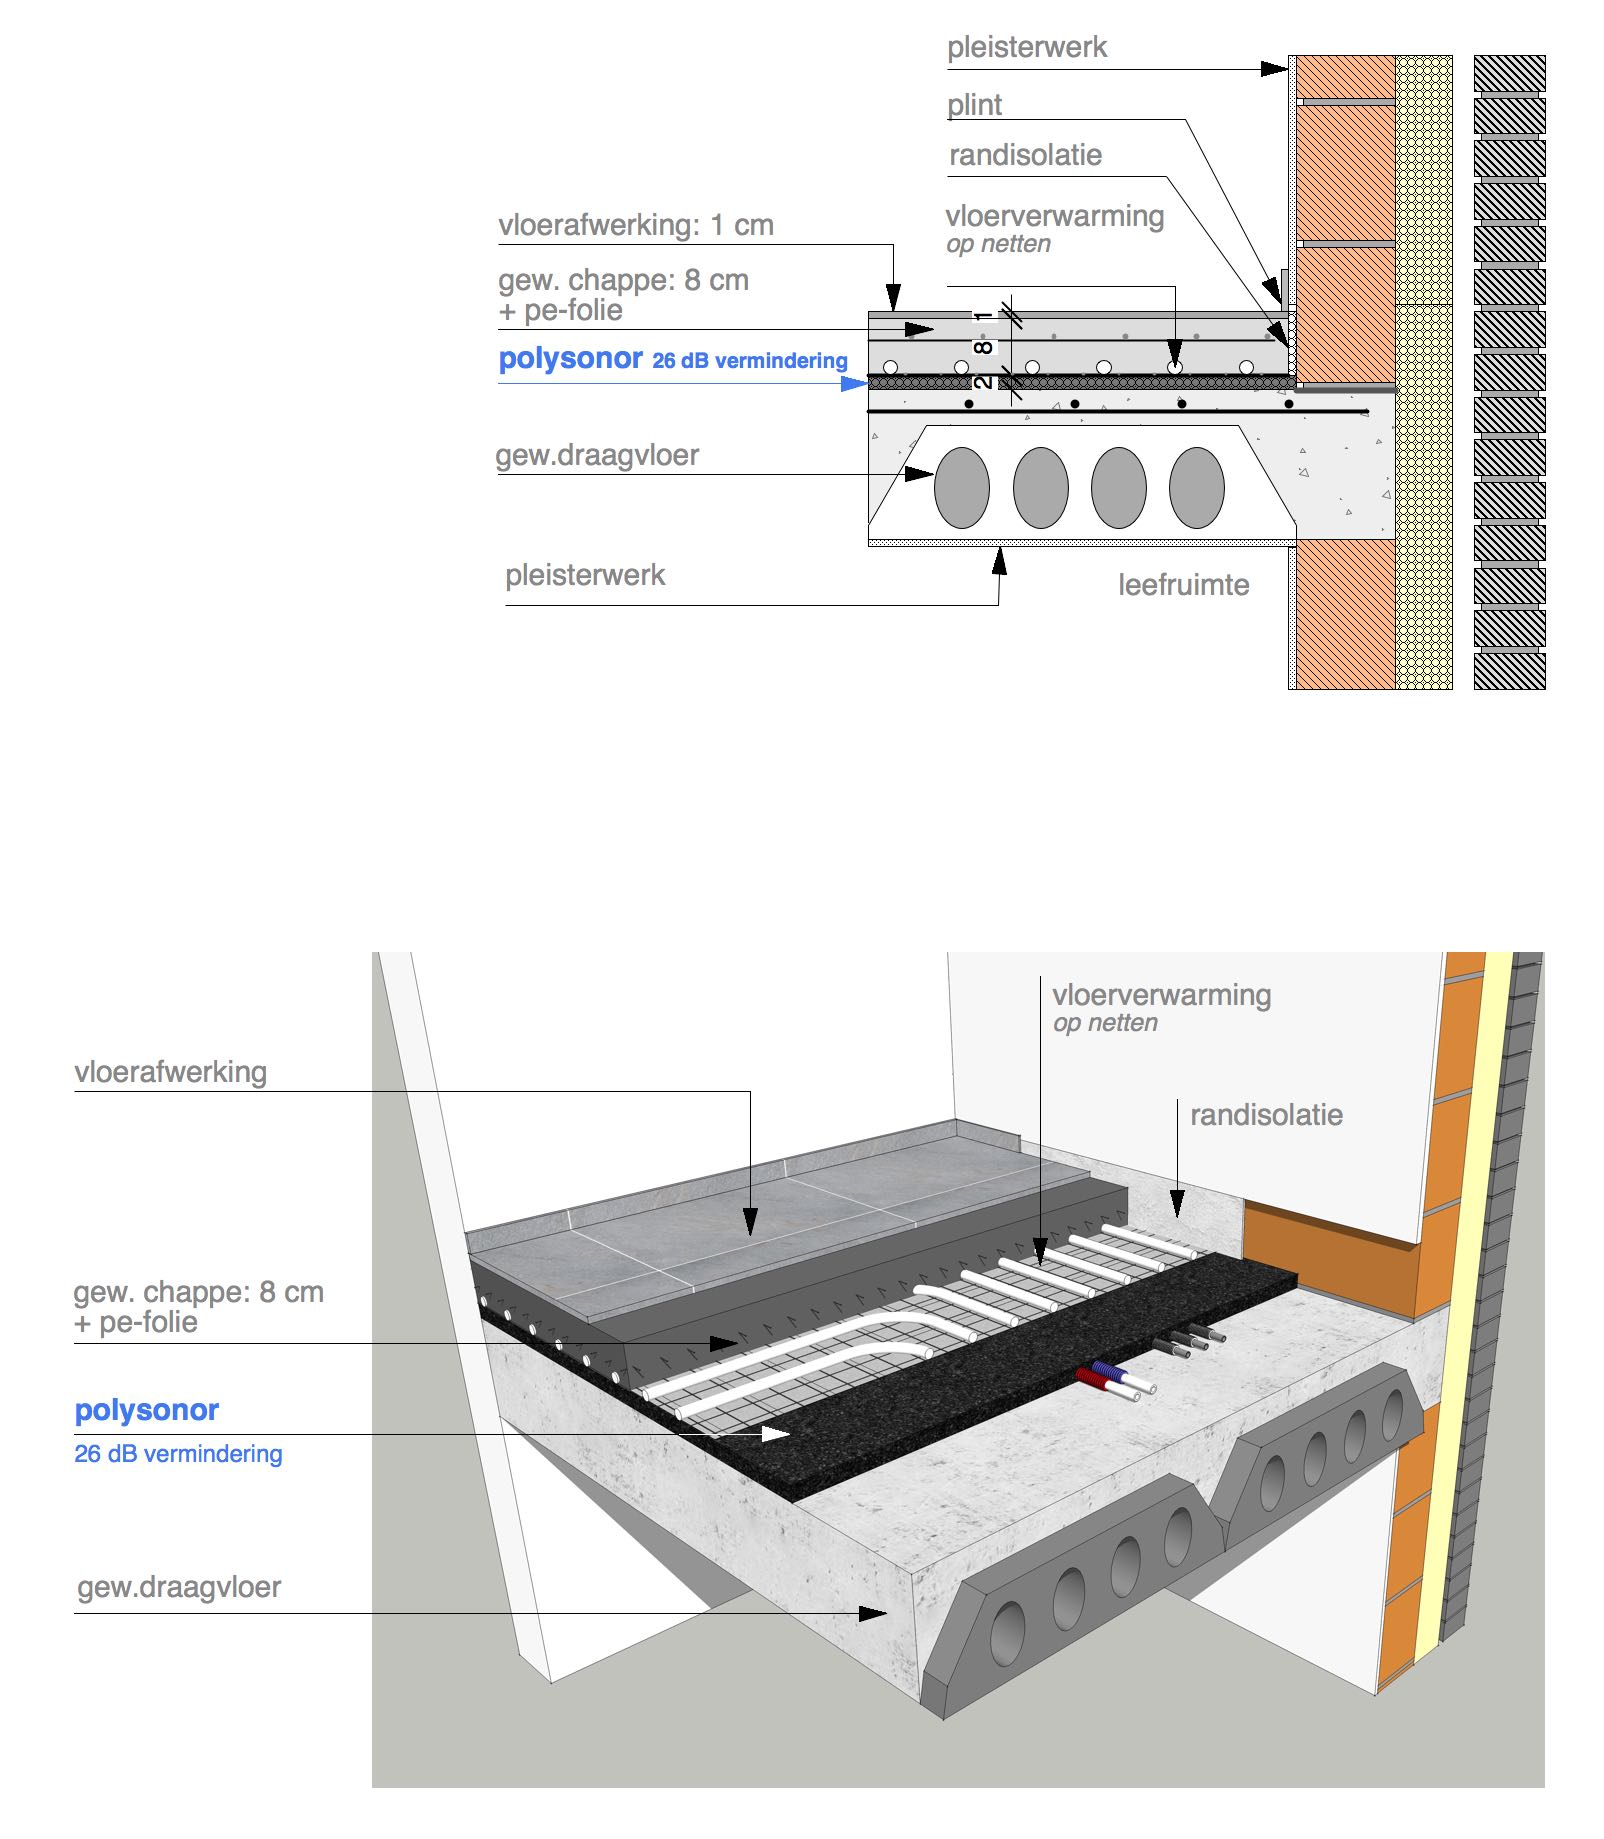 pleisterwerk
plint
randisolatie
vloerverwarming
op netten
vloerafwerking: 1 cm
gew. chappe: 8 cm
+ pe-folie
polysonor 26 dB vermindering
1
8
2
gew.draagvloer
pleisterwerk
leefruimte
vloerverwarming
op netten
vloerafwerking
randisolatie
gew. chappe: 8 cm
+ pe-folie
polysonor
26 dB vermindering
gew.draagvloer